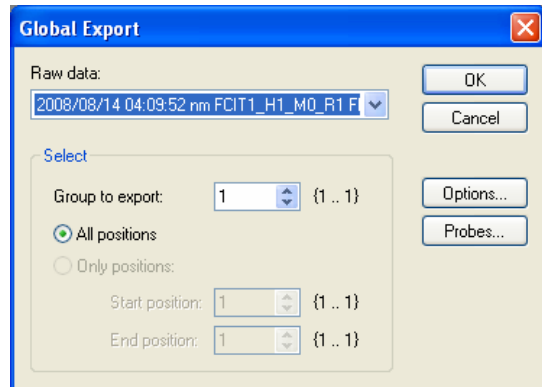 Global Export
Raw data:
OK
2008/08/14 04:09:52 nm FCIT1_H1_M0_R1
Cancel
Select
Group to export: 1 {1 .. 1}
Options...
All positions
Probes...
Only positions:
Start position: 1 {1 .. 1}
End position: 1 {1 .. 1}